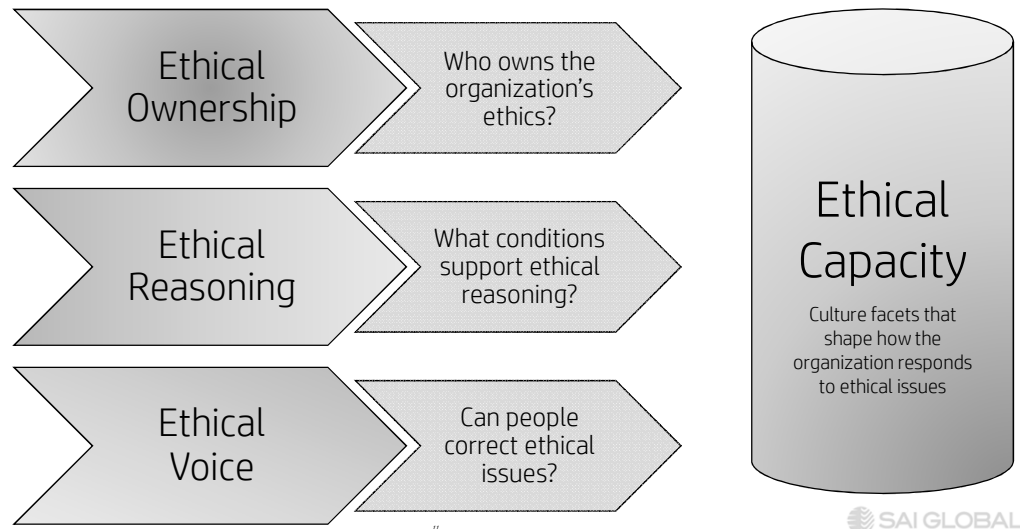 Ethical
Ownership
Who owns the
organization's
ethics?
Ethical
Reasoning
What conditions
support ethical
reasoning?
Ethical
Voice
Can people
correct ethical
issues?
Ethical
Capacity
Culture facets that
shape how the
organization responds
to ethical issues
"
SAI GLOBAL